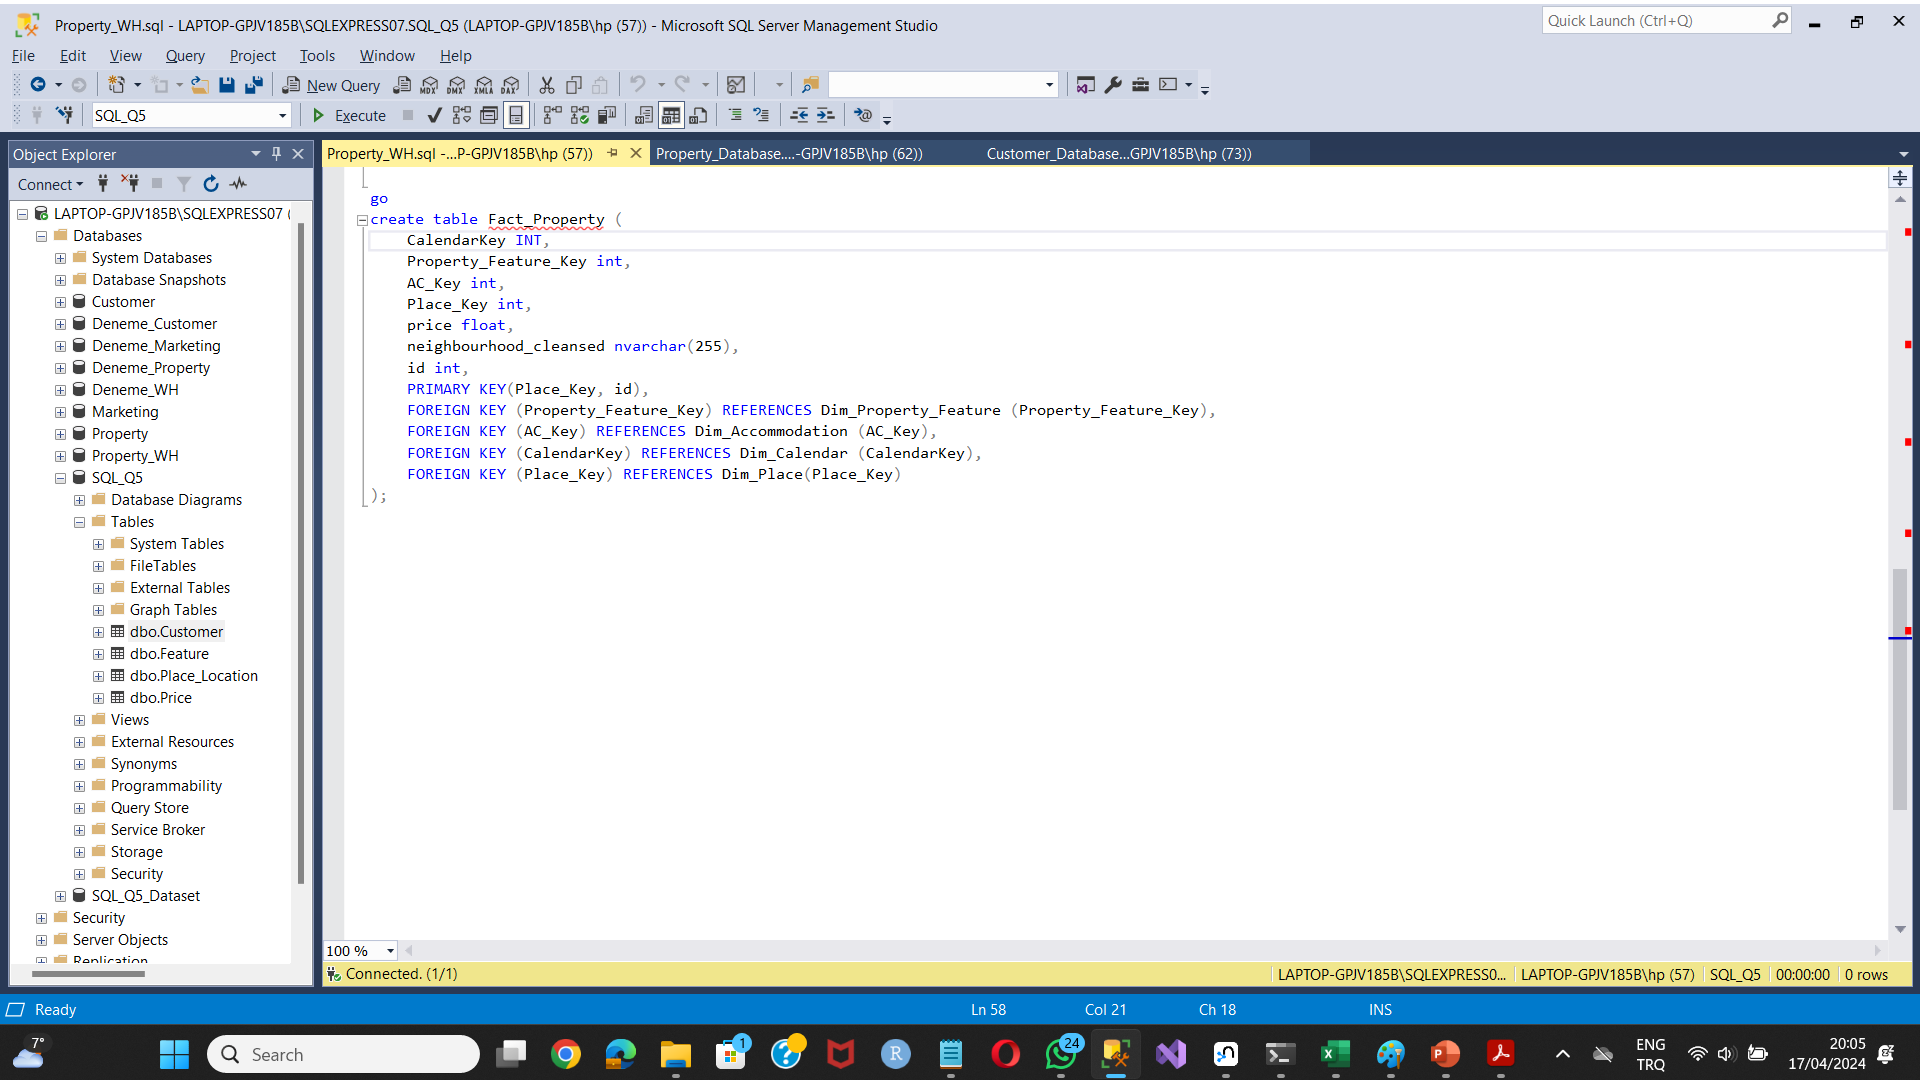 Property_WH.sql - LAPTOP-GPJV185B\SQLEXPRESS07.SQL_Q5 (LAPTOP-GPJV185B\hp (57)) - Microsoft SQL Server Management Studio
Quick Launch (Ctrl+Q)
File Edit View Query Project Tools Window Help
New Query MDX DMX XMLA DAX
SQL_Q5 Execute
Object Explorer
Property_WH.sql -...P-GPJV185B\hp (57)) Property_Database....-GPJV185B\hp (62)) Customer_Database...GPJV185B\hp (73))
Connect
LAPTOP-GPJV185B\SQLEXPRESS07 (
Databases
System Databases
Database Snapshots
Customer
Deneme_Customer
Deneme_Marketing
Deneme_Property
Deneme_WH
Marketing
Property
Property_WH
SQL_Q5
Database Diagrams
Tables
System Tables
FileTables
External Tables
Graph Tables
dbo.Customer
dbo.Feature
dbo.Place_Location
dbo.Price
Views
External Resources
Synonyms
Programmability
Query Store
Service Broker
Storage
Security
SQL_Q5_Dataset
Security
Server Objects
Replication
go
create table Fact_Property (
CalendarKey INT,
Property_Feature_Key int,
AC_Key int,
Place_Key int,
price float,
neighbourhood_cleansed nvarchar(255),
id int,
PRIMARY KEY(Place_Key, id),
FOREIGN KEY (Property_Feature_Key) REFERENCES Dim_Property_Feature (Property_Feature_Key),
FOREIGN KEY (AC_Key) REFERENCES Dim_Accommodation (AC_Key),
FOREIGN KEY (CalendarKey) REFERENCES Dim_Calendar (CalendarKey),
FOREIGN KEY (Place_Key) REFERENCES Dim_Place(Place_Key)
);
100 %
Connected. (1/1) LAPTOP-GPJV185B\SQLEXPRESS0... LAPTOP-GPJV185B\hp (57) SQL_Q5 00:00:00 0 rows
Ready Ln 58 Col 21 Ch 18 INS
7° Search 1 R 24 ENG 20:05
TRQ 17/04/2024